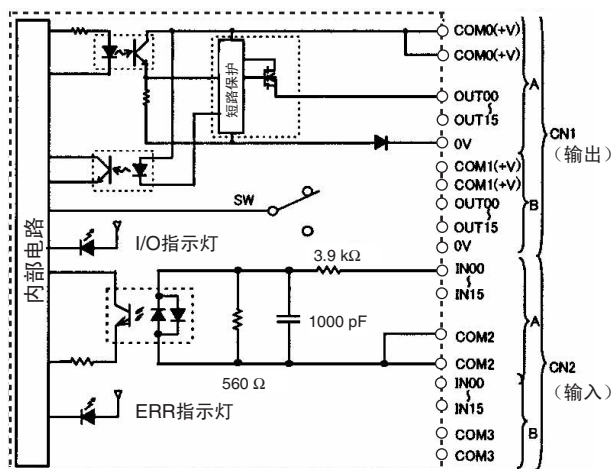 COM0(+V)
COM0(+V)
短路保护
A
OUT00
~
OUT15
0V
CN1
(输出)
COM1(+V)
COM1(+V)
SW
OUT00
~
B
OUT15
I/O指示灯
0V
内部电路
3.9 kΩ
IN00
~
IN15
A
1000 pF
COM2
560 Ω
COM2
CN2
(输入)
IN00
~
ERR指示灯
IN15
B
COM3
COM3